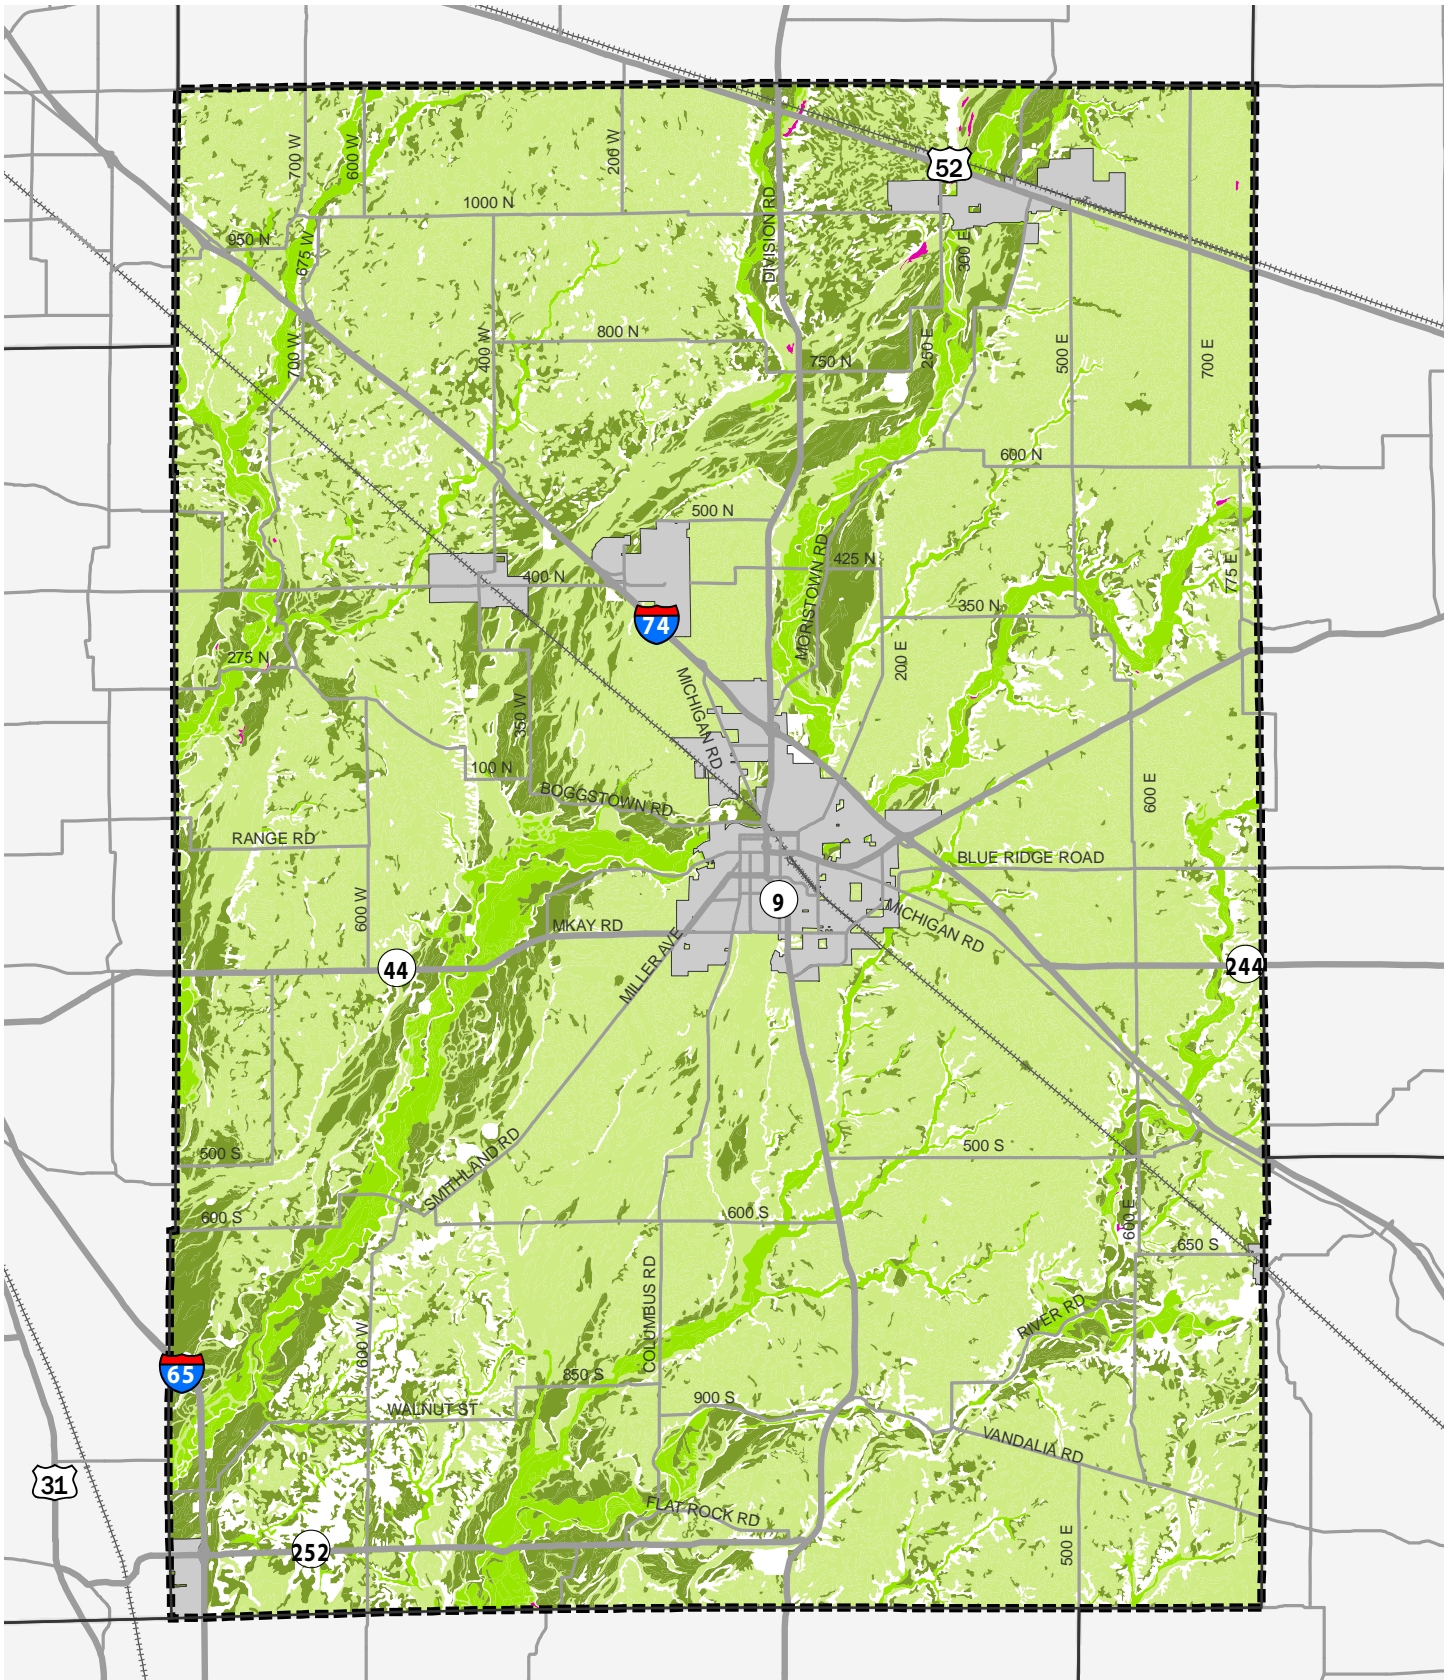 52
700 W
600 W
200 W
1000 N
DIVISION RD
950 N
675 W
300 E
800 N
400 W
700 W
750 N
250 E
500 E
700 E
600 N
500 N
MORISTOWN RD
425 N
775 E
400 N
350 N
74
200 E
275 N
MICHIGAN RD
350 W
100 N
BOGGSTOWN RD
600 E
RANGE RD
BLUE RIDGE ROAD
600 W
9
MKAY RD
MICHIGAN RD
MILLER AVE
44
244
500 S
SMITHLAND RD
500 S
600 S
600 S
600 E
650 S
COLUMBUS RD
RIVER RD
600 W
65
850 S
900 S
WALNUT ST
VANDALIA RD
31
FLAT ROCK RD
252
500 E